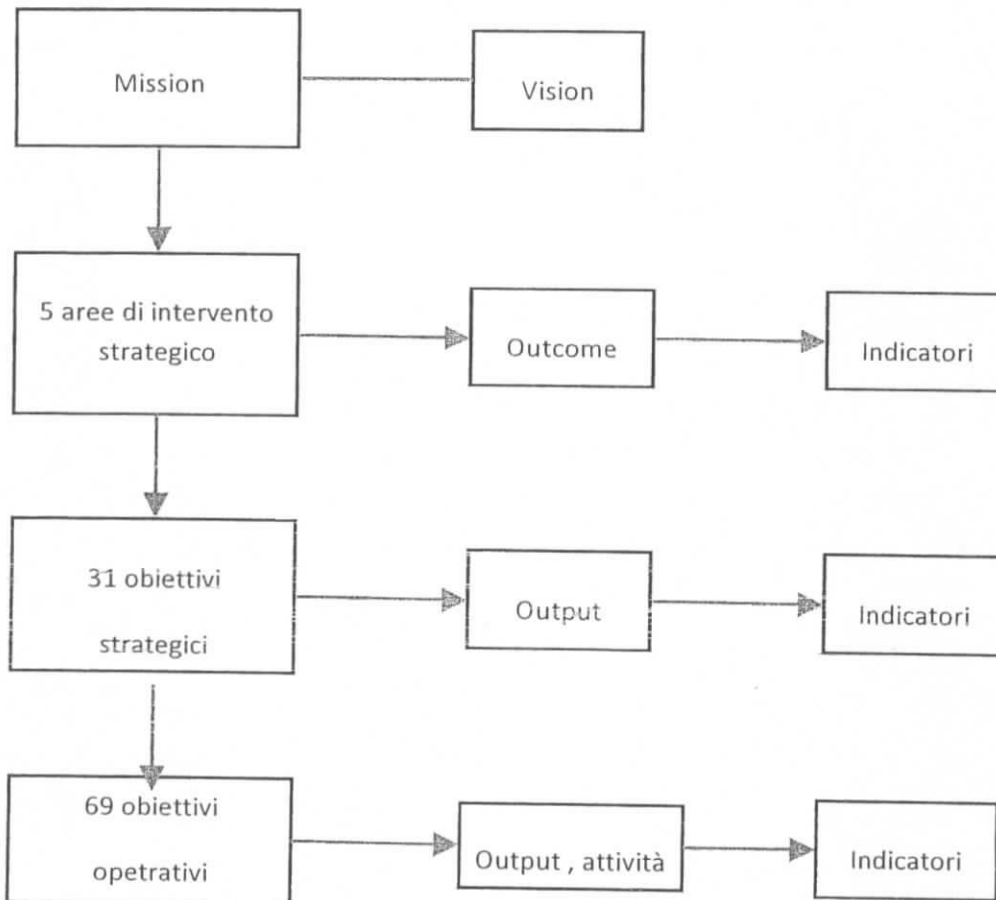 Mission
Vision
5 aree di intervento
strategico
Outcome
Indicatori
31 obiettivi
strategici
Output
Indicatori
69 obiettivi
opetrativi
Output , attività
Indicatori